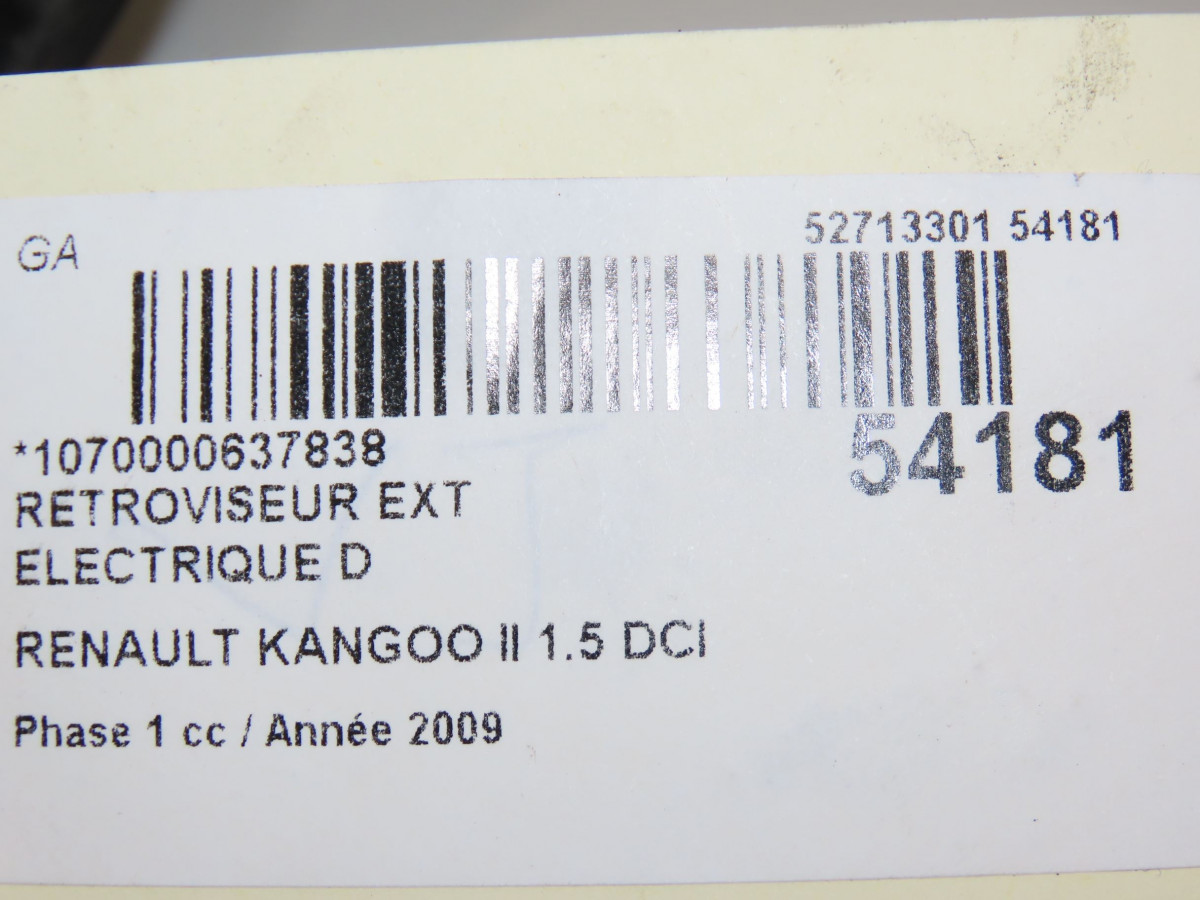 GA
52713301 54181
*1070000637838
54181
RETROVISEUR EXT
ELECTRIQUE D
RENAULT KANGOO II 1.5 DCI
Phase 1 cc / Année 2009